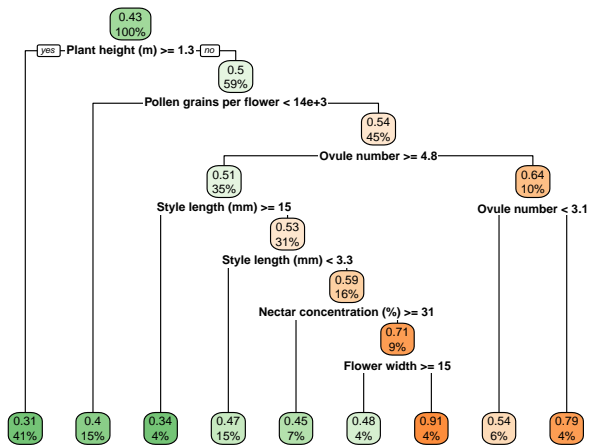 0.43
100%
yes Plant height (m) >= 1.3 no
0.5
59%
Pollen grains per flower < 14e+3
0.54
45%
Ovule number >= 4.8
0.51
35%
0.64
10%
Style length (mm) >= 15
Ovule number < 3.1
0.53
31%
Style length (mm) < 3.3
0.59
16%
Nectar concentration (%) >= 31
0.71
9%
Flower width >= 15
0.31 0.4 0.34 0.47 0.45 0.48 0.91 0.54 0.79
41% 15% 4% 15% 7% 4% 4% 6% 4%